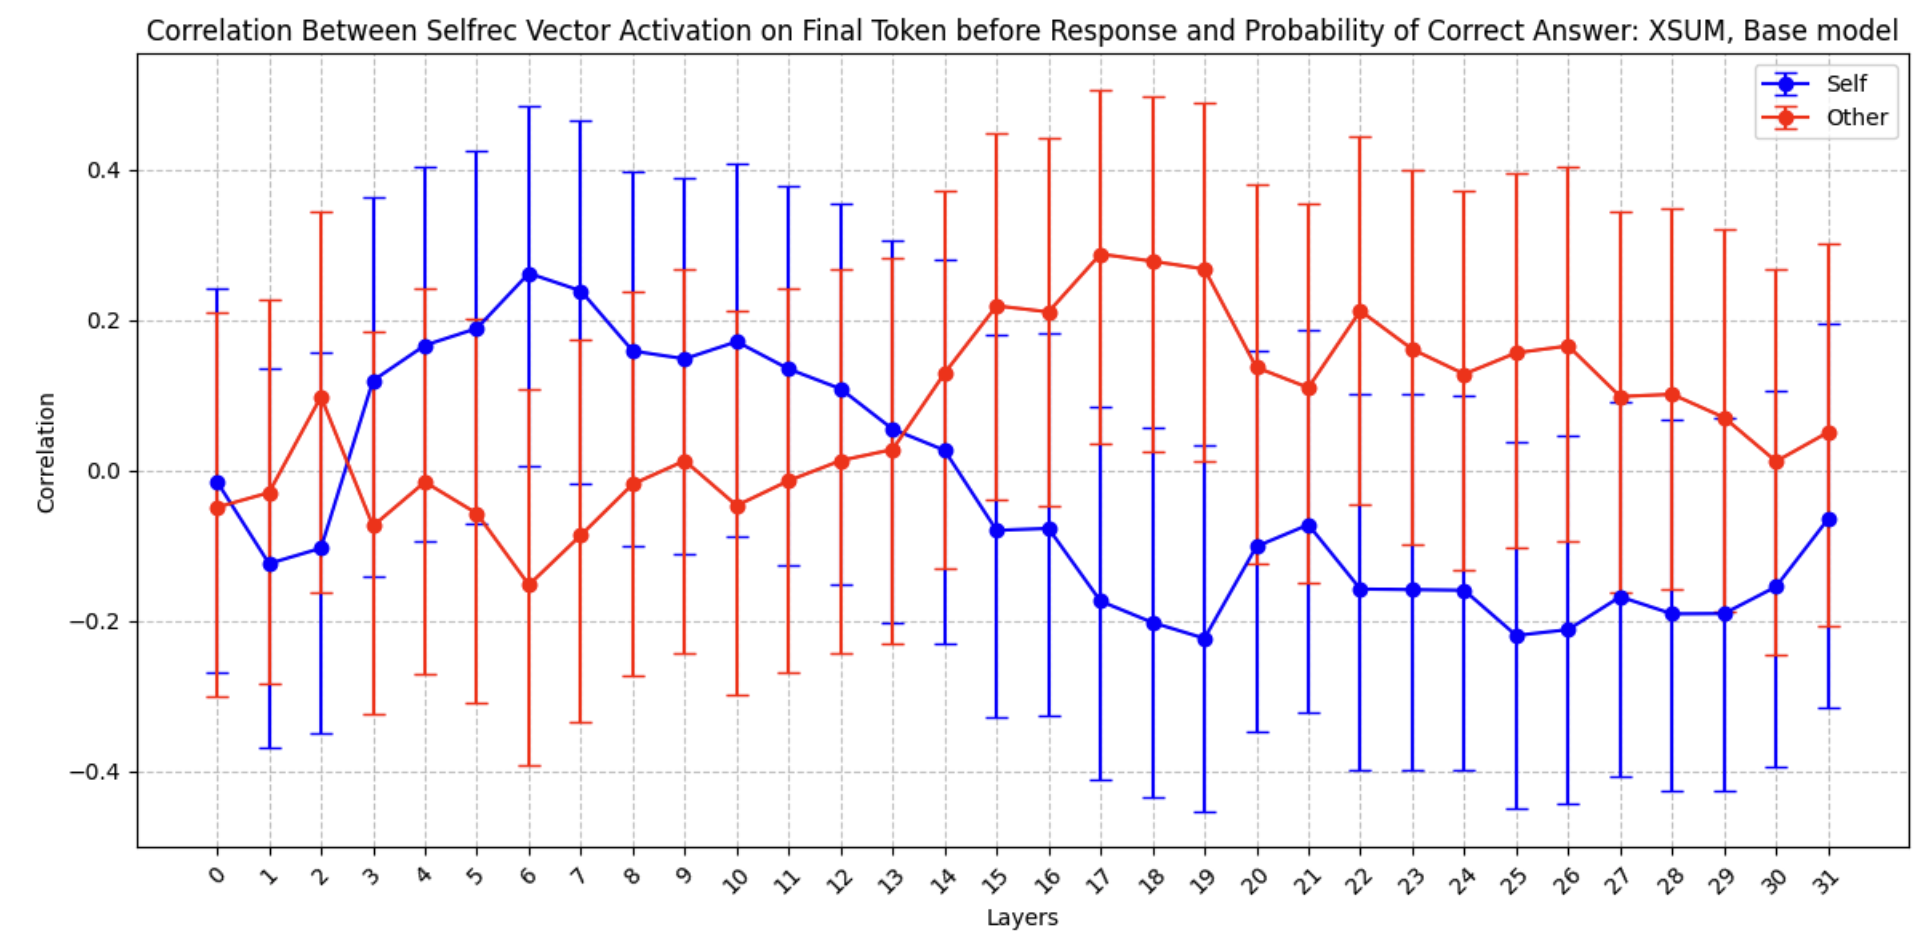 Correlation Between Selfrec Vector Activation on Final Token before Response and Probability of Correct Answer: XSUM, Base model
Self
Other
Correlation
0.4
0.2
0.0
−0.2
−0.4
0 1 2 3 4 5 6 7 8 9 10 11 12 13 14 15 16 17 18 19 20 21 22 23 24 25 26 27 28 29 30 31
Layers